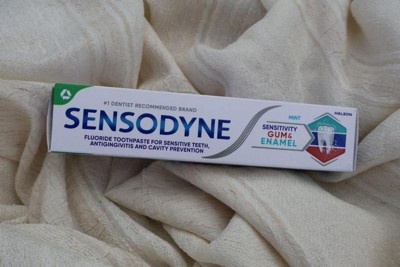 #1 DENTIST RECOMMENDED BRAND
SENSODYNE
FLUORIDE TOOTHPASTE FOR SENSITIVE TEETH,
ANTIGINGIVITIS AND CAVITY PREVENTION
MINT
HALEON
SENSITIVITY
GUM &
ENAMEL